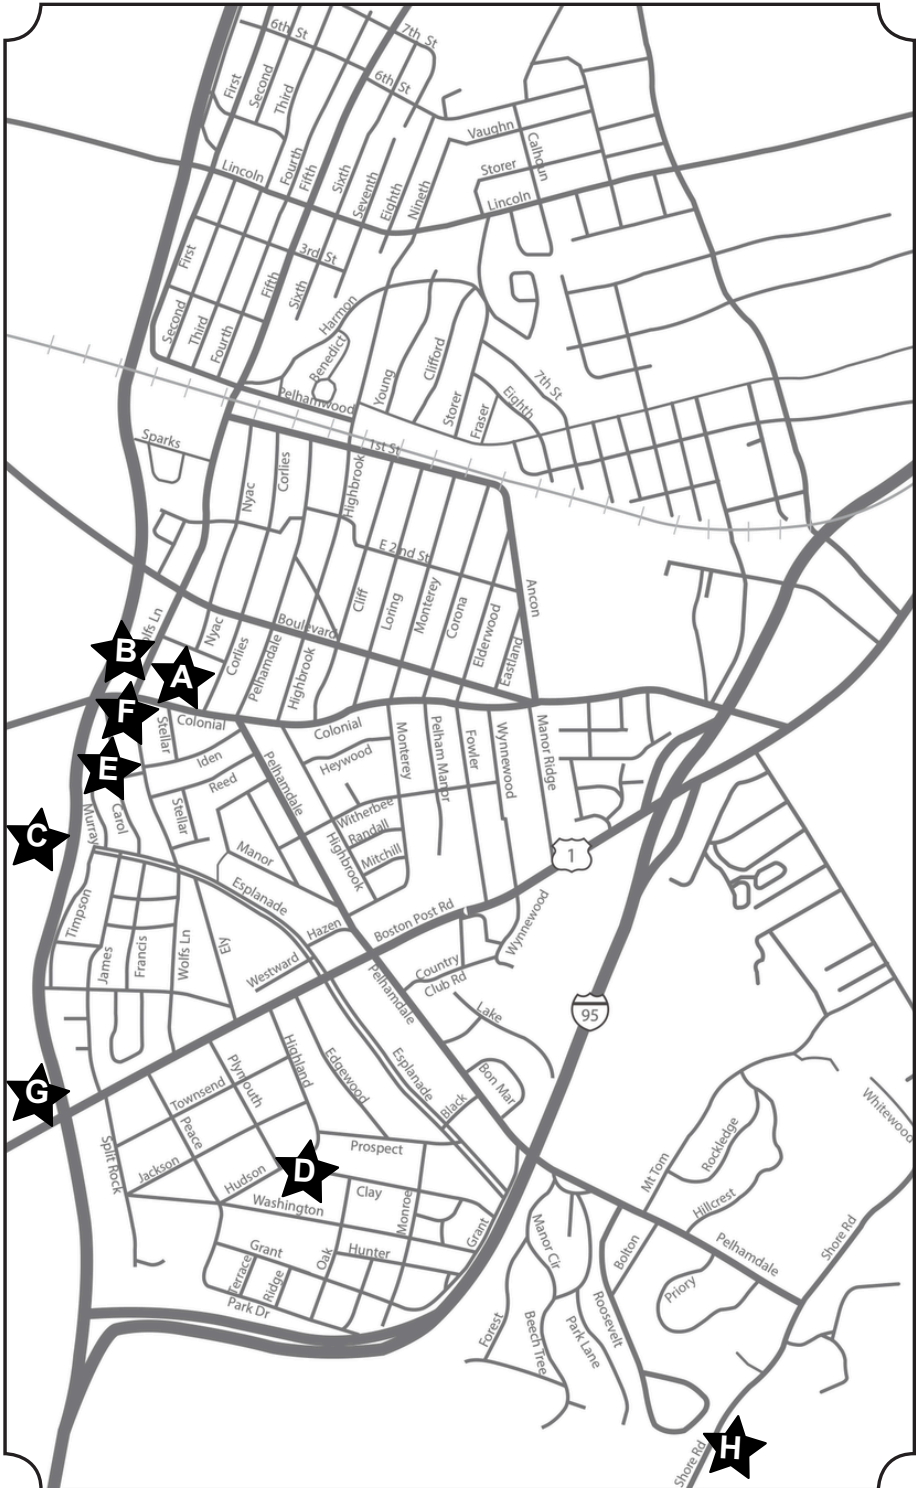 6th St
7th St
First
Second
Third
6th St
Vaughn
Calhoun
Storer
Lincoln
Fourth
Fifth
Sixth
Seventh
Eighth
Nineth
Lincoln
First
3rd St
Fifth
Sixth
Second
Third
Fourth
Harmon
Benedict
Clifford
Young
Storer
Fraser
Eighth
7th St
Pelhamwood
Sparks
1st St
Nyac
Corlies
Highbrook
E 2nd St
Cliff
Loring
Monterey
Corona
Elderwood
Eastland
Ancon
olfs Ln
Nyac
Corlies
Boulevard
Pelhamdale
Highbrook
B
A
F
E
C
Stellar
Colonial
Iden
Reed
Pelhamdale
Colonial
Heywood
Monterey
Pelham Manor
Fowler
Wynnewood
Manor Ridge
Murray
Carol
Stellar
Manor
Witherbee
Randall
Mitchill
Highbrook
1
Esplanade
Timpson
James
Francis
Wolfs Ln
Ely
Hazen
Westward
Boston Post Rd
Wynnewood
Country
Club Rd
Pelhamdale
Lake
95
G
Highland
Edgewood
Plymouth
Townsend
Peace
Esplanade
Black
Bon Mar
Whitewood
Split Rock
Jackson
Hudson
D
Prospect
Clay
Washington
Monroe
Grant
Grant
Oak
Hunter
Terrace
Ridge
Park Dr
Mt Tom
Rockledge
Hillcrest
Pelhamdale
Shore Rd
Manor Cir
Bolton
Priory
Forest
Beech Tree
Park Lane
Roosevelt
H
Shore Rd